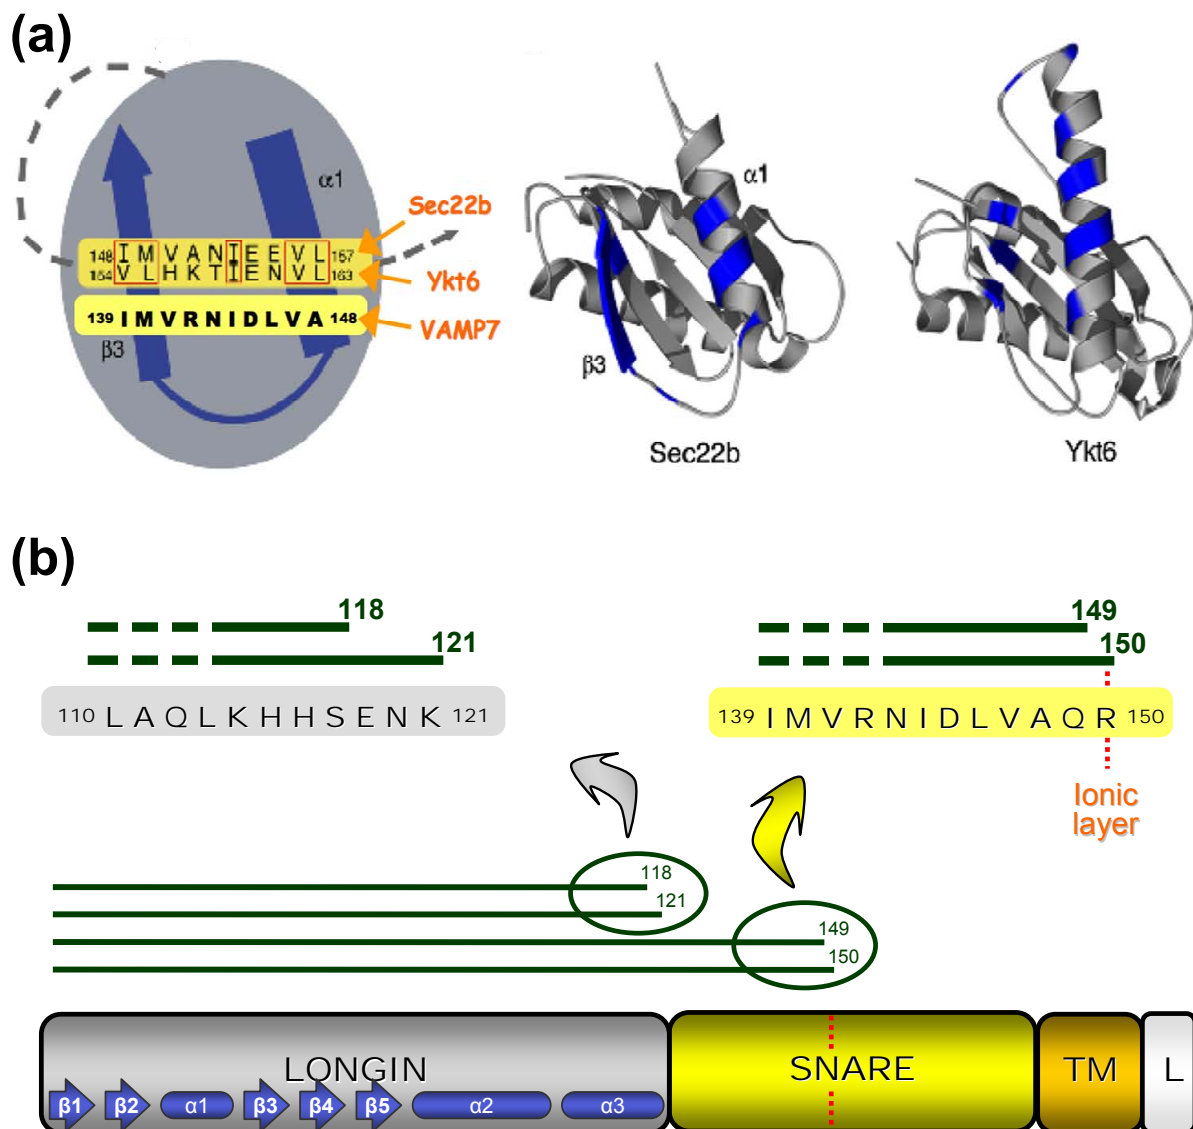 (a)
α1
Sec22b
148 I M V A N I E E V L 157
154 V L H K T I E N V L 163
Ykt6
139 I M V R N I D L V A 148
VAMP7
β3
α1
β3
Sec22b
Ykt6
(b)
118
121
110 L A Q L K H H S E N K 121
149
150
139 I M V R N I D L V A Q R 150
Ionic
layer
118
121
149
150
LONGIN
SNARE
TM
L
β1 β2 α1 β3 β4 β5 α2 α3